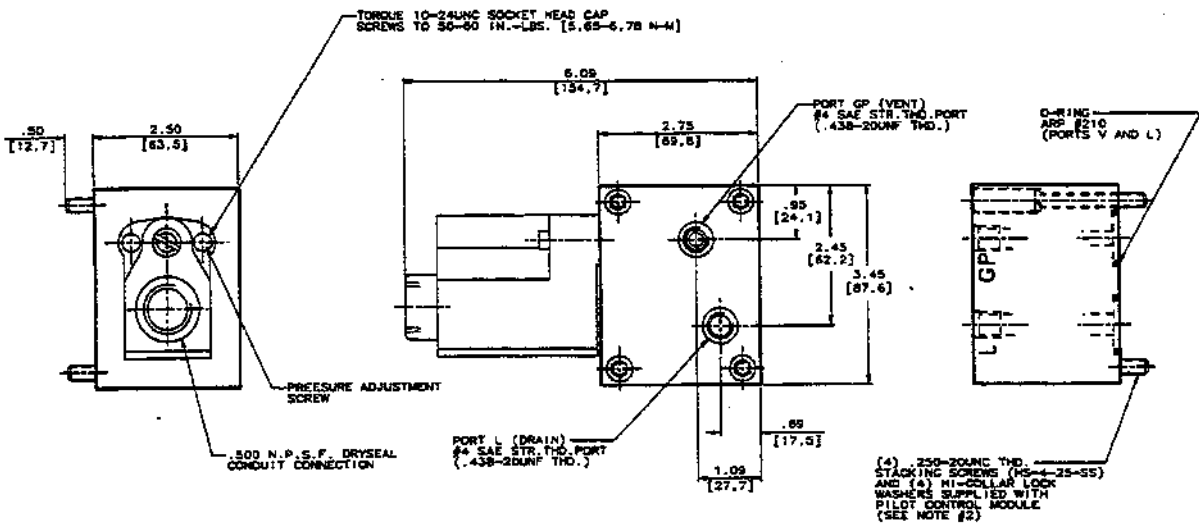 TORQUE 10-24UNC SOCKET HEAD CAP
SCREWS TO 50-60 IN.-LBS. [5.65-6.78 N-M]
6.09
[154.7]
.50
[12.7]
2.50
[63.5]
2.75
[69.8]
PORT GP (VENT)
#4 SAE STR.THD.PORT
(.438-20UNF THD.)
O-RING
ARP #210
(PORTS V AND L)
.95
[24.1]
2.45
[62.2]
3.45
[87.6]
GP
L
PREESURE ADJUSTMENT
SCREW
.500 N.P.S.F. DRYSEAL
CONDUIT CONNECTION
PORT L (DRAIN)
#4 SAE STR.THD.PORT
(.438-20UNF THD.)
.69
[17.5]
1.09
[27.7]
(4) .250-20UNC THD.
STACKING SCREWS (HS-4-25-SS)
AND (4) HI-COLLAR LOCK
WASHERS SUPPLIED WITH
PILOT CONTROL MODULE
(SEE NOTE #2)